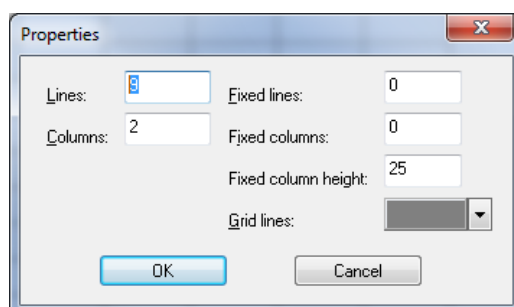 Properties
Lines: 9 Fixed lines: 0
Columns: 2 Fixed columns: 0
Fixed column height: 25
Grid lines:
OK Cancel